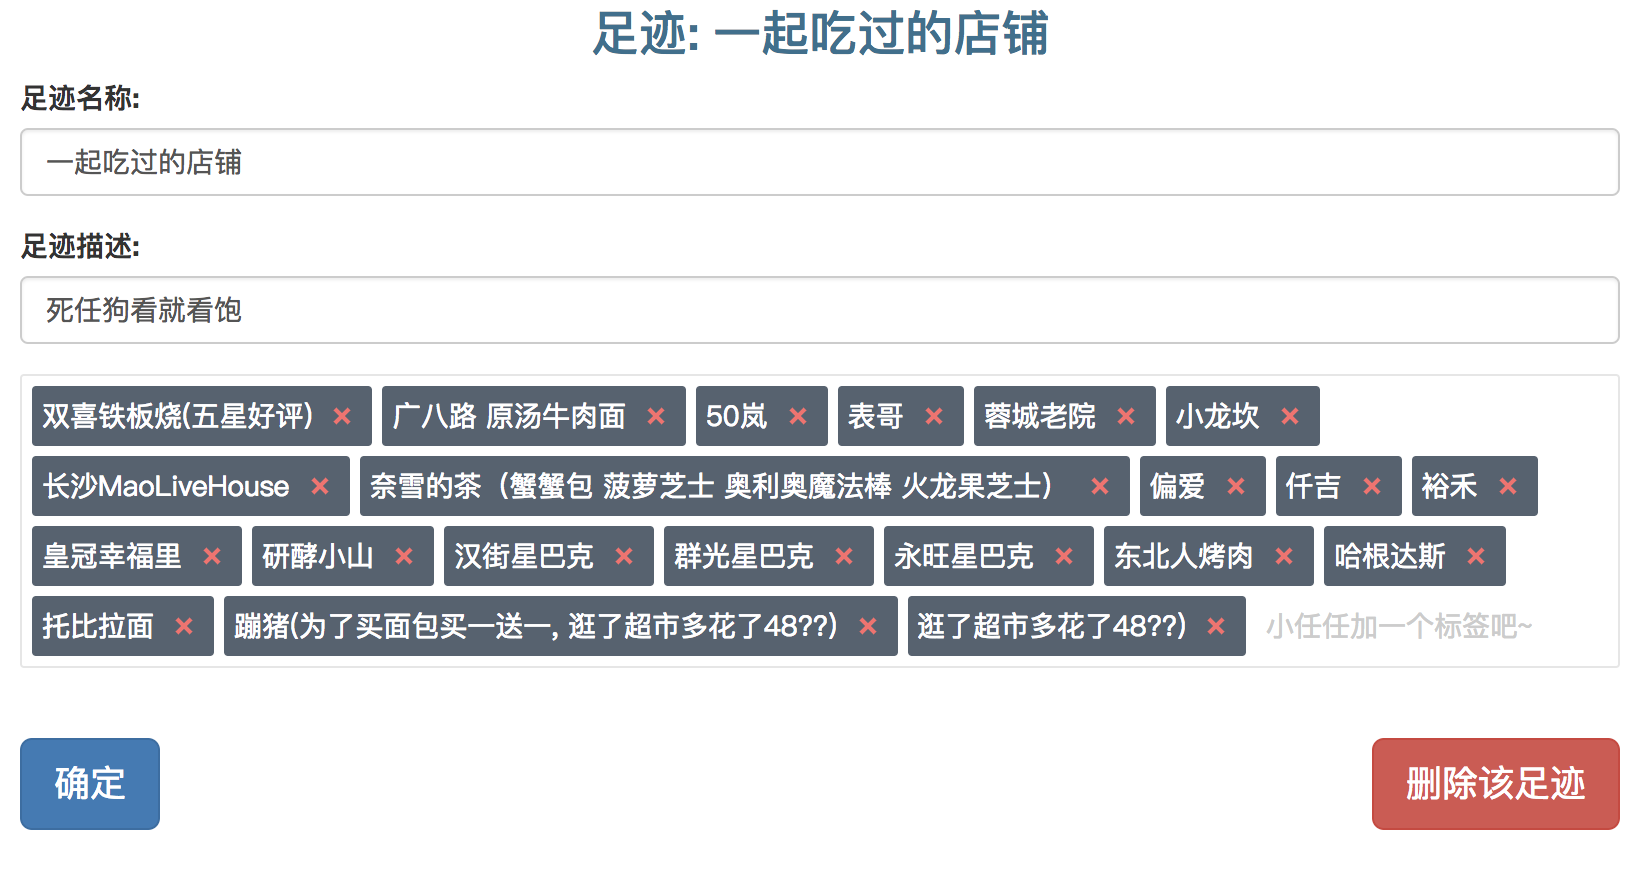 足迹: 一起吃过的店铺
足迹名称:
一起吃过的店铺
足迹描述:
死任狗看就看饱
双喜铁板烧(五星好评) × 广八路 原汤牛肉面 × 50岚 × 表哥 × 蓉城老院 × 小龙坎 ×
长沙MaoLiveHouse × 奈雪的茶（蟹蟹包 菠萝芝士 奥利奥魔法棒 火龙果芝士） × 偏爱 × 仟吉 × 裕禾 ×
皇冠幸福里 × 研酵小山 × 汉街星巴克 × 群光星巴克 × 永旺星巴克 × 东北人烤肉 × 哈根达斯 ×
托比拉面 × 蹦猪(为了买面包买一送一, 逛了超市多花了48??) × 逛了超市多花了48??) × 小任任加一个标签吧~
确定 删除该足迹